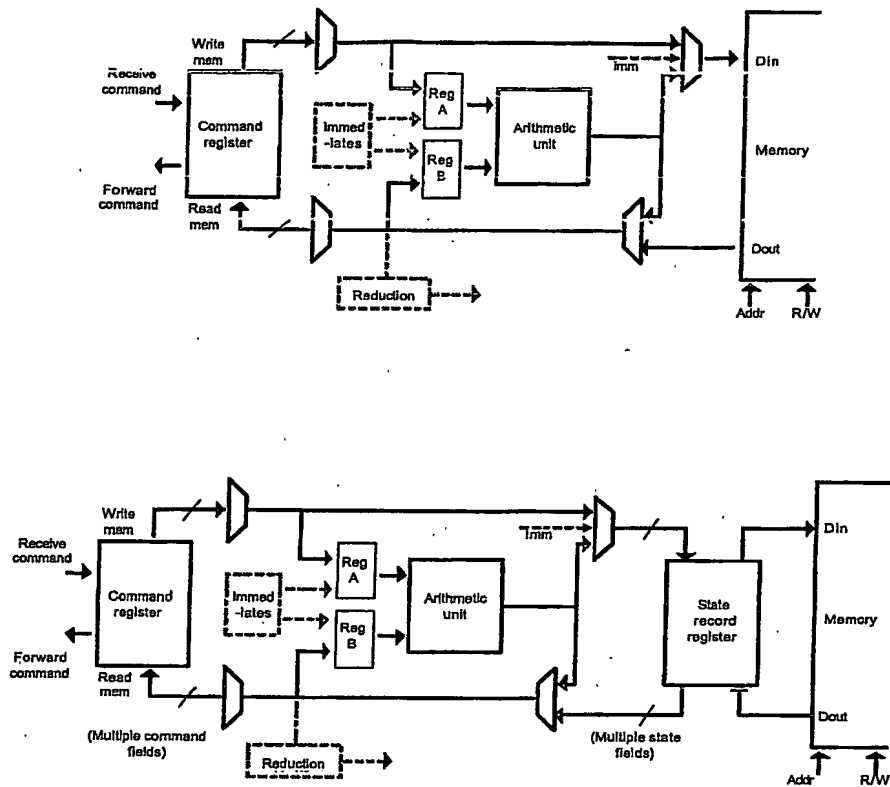 Write
mem
Receive
command
Imm
Din
Reg
A
Immed
-iates
Command
register
Arithmetic
unit
Memory
Reg
B
Forward
command
Read
mem
Dout
Reduction
Addr
R/W
Write
mem
Imm
Din
Receive
command
Reg
A
Command
register
Immed
-iates
Arithmetic
unit
State
record
register
Memory
Reg
B
Forward
command
Read
mem
Dout
(Multiple command
fields)
(Multiple state
fields)
Reduction
Addr
R/W